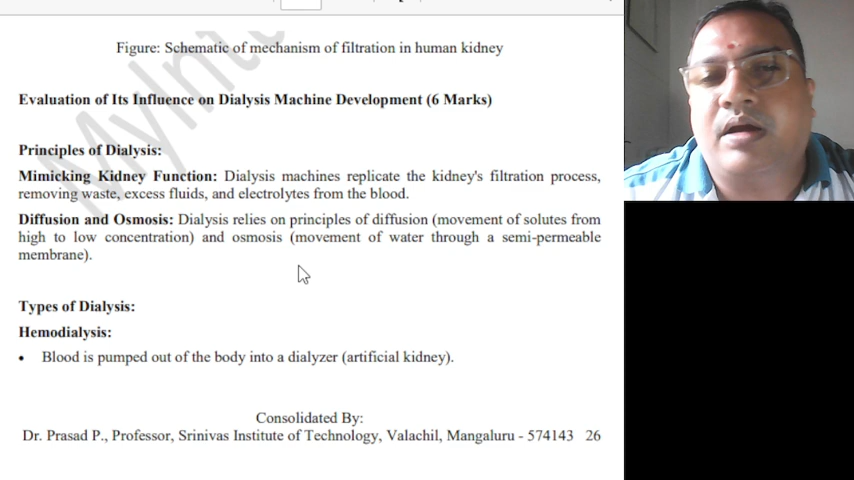 Figure: Schematic of mechanism of filtration in human kidney
Evaluation of Its Influence on Dialysis Machine Development (6 Marks)
Principles of Dialysis:
Mimicking Kidney Function: Dialysis machines replicate the kidney's filtration process,
removing waste, excess fluids, and electrolytes from the blood.
Diffusion and Osmosis: Dialysis relies on principles of diffusion (movement of solutes from
high to low concentration) and osmosis (movement of water through a semi-permeable
membrane).
Types of Dialysis:
Hemodialysis:
• Blood is pumped out of the body into a dialyzer (artificial kidney).
Consolidated By:
Dr. Prasad P., Professor, Srinivas Institute of Technology, Valachil, Mangaluru - 574143 26